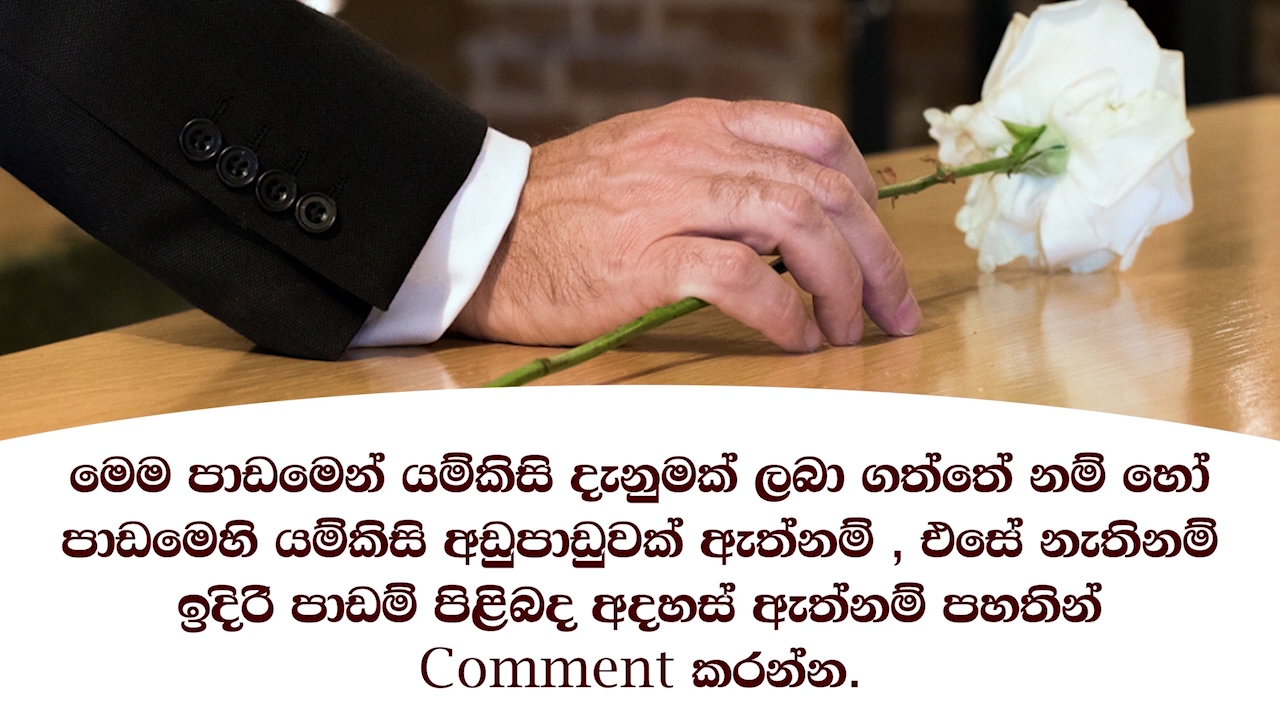 මෙම පාඩමෙන් යම්කිසි දැනුමක් ලබා ගත්තේ නම් හෝ
පාඩමෙහි යම්කිසි අඩුපාඩුවක් ඇත්නම් , එසේ නැතිනම්
ඉදිරි පාඩම් පිළිබද අදහස් ඇත්නම් පහතින්
Comment කරන්න.